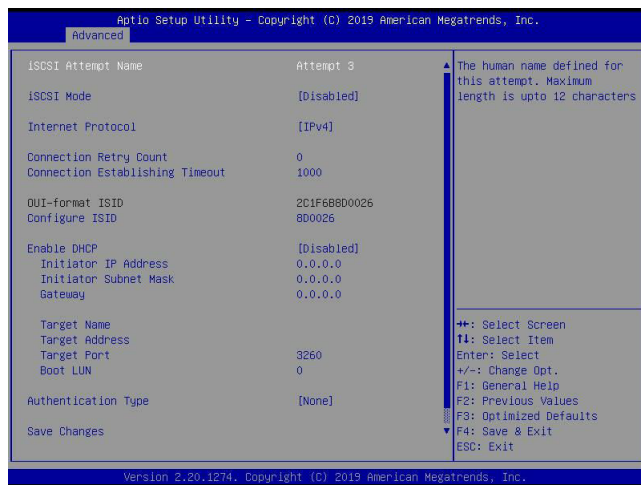 Aptio Setup Utility - Copyright (C) 2019 American Megatrends, Inc.
Advanced
iSCSI Attempt Name Attempt 3
iSCSI Mode [Disabled]
Internet Protocol [IPv4]
Connection Retry Count 0
Connection Establishing Timeout 1000
OUI-format ISID 2C1F6B8D0026
Configure ISID 8D0026
Enable DHCP [Disabled]
Initiator IP Address 0.0.0.0
Initiator Subnet Mask 0.0.0.0
Gateway 0.0.0.0
Target Name
Target Address
Target Port 3260
Boot LUN 0
Authentication Type [None]
Save Changes
The human name defined for
this attempt. Maximum
length is upto 12 characters
→←: Select Screen
↑↓: Select Item
Enter: Select
+/-: Change Opt.
F1: General Help
F2: Previous Values
F3: Optimized Defaults
F4: Save & Exit
ESC: Exit
Version 2.20.1274. Copyright (C) 2019 American Megatrends, Inc.